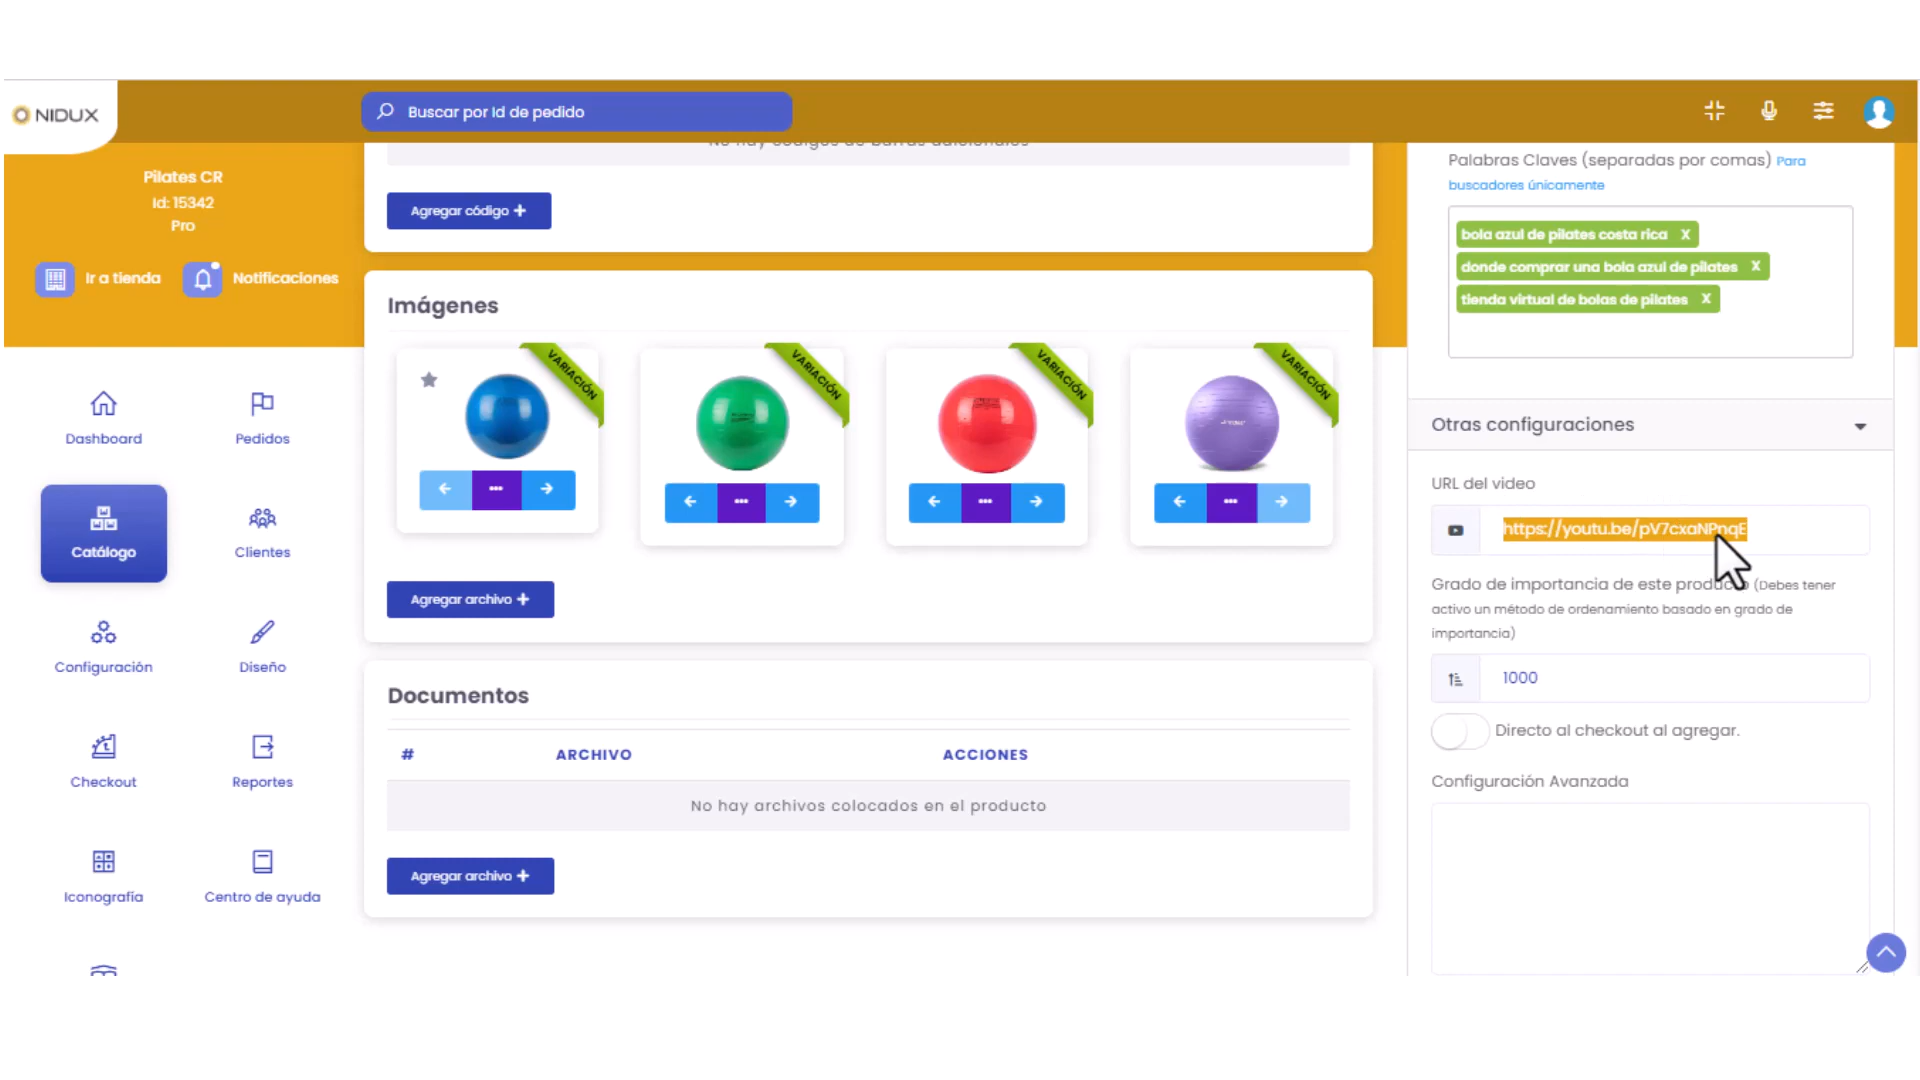 NIDUX
Buscar por Id de pedido
Pilates CR
Id: 15342
Pro
Ir a tienda
Notificaciones
Dashboard
Pedidos
Catálogo
Clientes
Configuración
Diseño
Checkout
Reportes
Iconografía
Centro de ayuda
No hay códigos de barras adicionales
Agregar código +
Imágenes
VARIACIÓN
VARIACIÓN
VARIACIÓN
VARIACIÓN
Agregar archivo +
Documentos
# ARCHIVO ACCIONES
No hay archivos colocados en el producto
Agregar archivo +
Palabras Claves (separadas por comas) Para
buscadores únicamente
bola azul de pilates costa rica X
donde comprar una bola azul de pilates X
tienda virtual de bolas de pilates X
Otras configuraciones
URL del video
https://youtu.be/pV7cxaNPnqE
Grado de importancia de este producto (Debes tener
activo un método de ordenamiento basado en grado de
importancia)
1000
Directo al checkout al agregar.
Configuración Avanzada